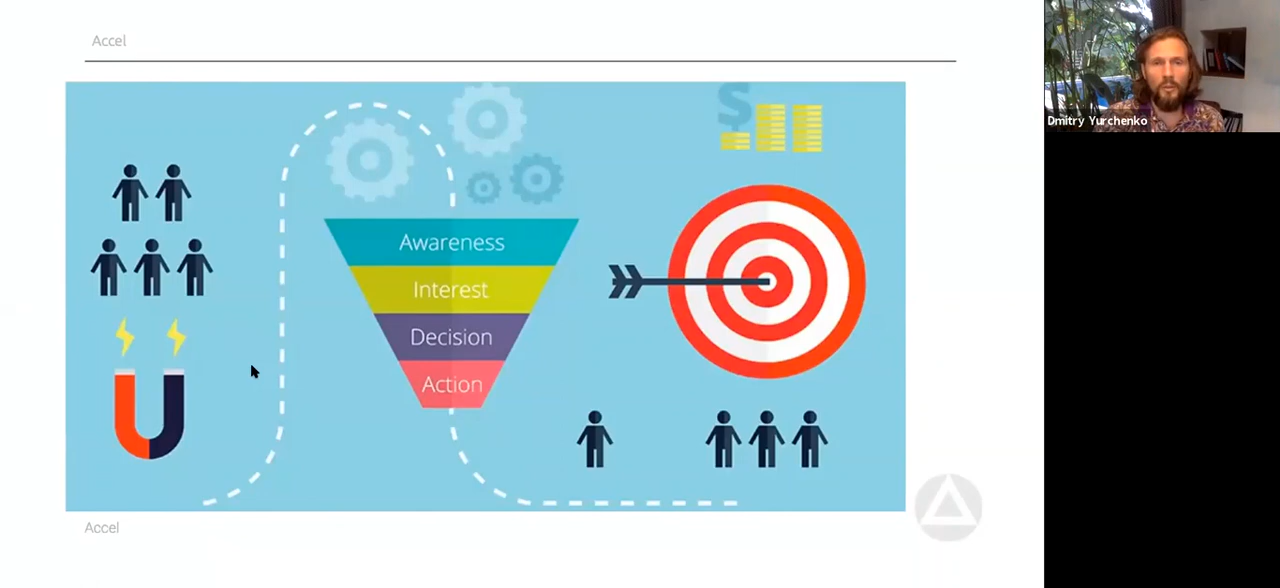 Accel
Dmitry Yurchenko
$
Awareness
Interest
Decision
Action
Accel